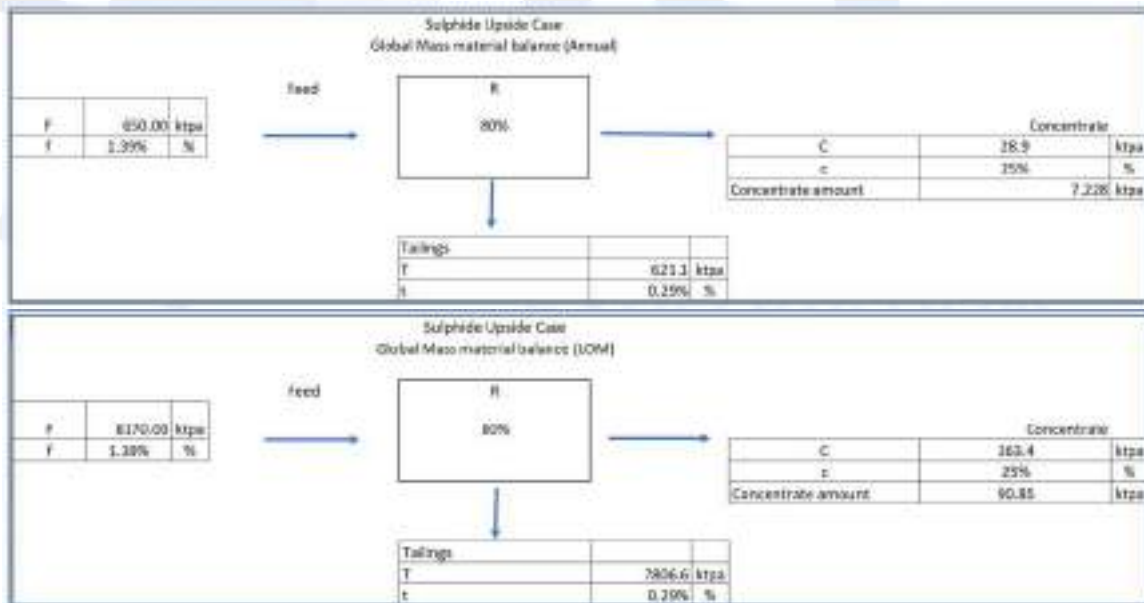 Sulphide Upside Case
Global Mass material balance (Annual)
Feed
R
80%
F 650.00 ktpa
f 1.39% %
Concentrate
C 28.9 ktpa
c 25% %
Concentrate amount 7.228 ktpa
Tailings
T 621.1 ktpa
t 0.29% %
Sulphide Upside Case
Global Mass material balance (LOM)
Feed
R
80%
F 8170.00 ktpa
f 1.39% %
Concentrate
C 363.4 ktpa
c 25% %
Concentrate amount 90.85 ktpa
Tailings
T 7806.6 ktpa
t 0.29% %